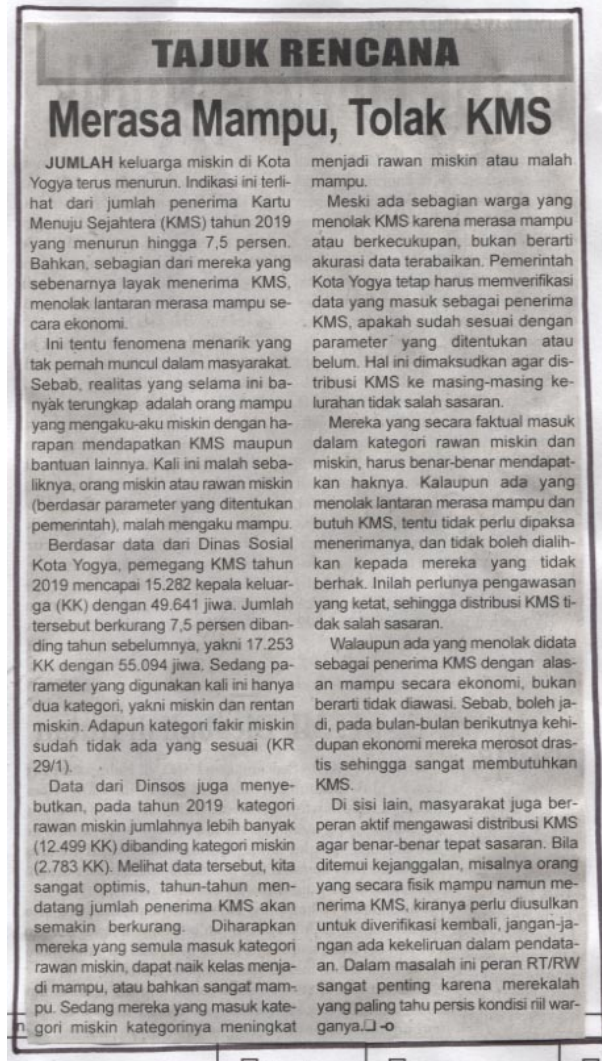 TAJUK RENCANA
Merasa Mampu, Tolak KMS
JUMLAH keluarga miskin di Kota
Yogya terus menurun. Indikasi ini terli-
hat dari jumlah penerima Kartu
Menuju Sejahtera (KMS) tahun 2019
yang menurun hingga 7,5 persen.
Bahkan, sebagian dari mereka yang
sebenarnya layak menerima KMS,
menolak lantaran merasa mampu se-
cara ekonomi.
Ini tentu fenomena menarik yang
tak pernah muncul dalam masyarakat.
Sebab, realitas yang selama ini ba-
nyak terungkap adalah orang mampu
yang mengaku-aku miskin dengan ha-
rapan mendapatkan KMS maupun
bantuan lainnya. Kali ini malah seba-
liknya, orang miskin atau rawan miskin
(berdasar parameter yang ditentukan
pemerintah), malah mengaku mampu.
Berdasar data dari Dinas Sosial
Kota Yogya, pemegang KMS tahun
2019 mencapai 15.282 kepala keluar-
ga (KK) dengan 49.641 jiwa. Jumlah
tersebut berkurang 7,5 persen diban-
ding tahun sebelumnya, yakni 17.253
KK dengan 55.094 jiwa. Sedang pa-
rameter yang digunakan kali ini hanya
dua kategori, yakni miskin dan rentan
miskin. Adapun kategori fakir miskin
sudah tidak ada yang sesuai (KR
29/1).
Data dari Dinsos juga menye-
butkan, pada tahun 2019 kategori
rawan miskin jumlahnya lebih banyak
(12.499 KK) dibanding kategori miskin
(2.783 KK). Melihat data tersebut, kita
sangat optimis, tahun-tahun men-
datang jumlah penerima KMS akan
semakin berkurang. Diharapkan
mereka yang semula masuk kategori
rawan miskin, dapat naik kelas menja-
di mampu, atau bahkan sangat mam-
pu. Sedang mereka yang masuk kate-
gori miskin kategorinya meningkat
menjadi rawan miskin atau malah
mampu.
Meski ada sebagian warga yang
menolak KMS karena merasa mampu
atau berkecukupan, bukan berarti
akurasi data terabaikan. Pemerintah
Kota Yogya tetap harus memverifikasi
data yang masuk sebagai penerima
KMS, apakah sudah sesuai dengan
parameter yang ditentukan atau
belum. Hal ini dimaksudkan agar dis-
tribusi KMS ke masing-masing ke-
lurahan tidak salah sasaran.
Mereka yang secara faktual masuk
dalam kategori rawan miskin dan
miskin, harus benar-benar mendapat-
kan haknya. Kalaupun ada yang
menolak lantaran merasa mampu dan
butuh KMS, tentu tidak perlu dipaksa
menerimanya, dan tidak boleh dialih-
kan kepada mereka yang tidak
berhak. Inilah perlunya pengawasan
yang ketat, sehingga distribusi KMS ti-
dak salah sasaran.
Walaupun ada yang menolak didata
sebagai penerima KMS dengan alas-
an mampu secara ekonomi, bukan
berarti tidak diawasi. Sebab, boleh ja-
di, pada bulan-bulan berikutnya kehi-
dupan ekonomi mereka merosot dras-
tis sehingga sangat membutuhkan
KMS.
Di sisi lain, masyarakat juga ber-
peran aktif mengawasi distribusi KMS
agar benar-benar tepat sasaran. Bila
ditemui kejanggalan, misalnya orang
yang secara fisik mampu namun me-
nerima KMS, kiranya perlu diusulkan
untuk diverifikasi kembali, jangan-ja-
ngan ada kekeliruan dalam pendata-
an. Dalam masalah ini peran RT/RW
sangat penting karena merekalah
yang paling tahu persis kondisi riil war-
ganya.❑ -o